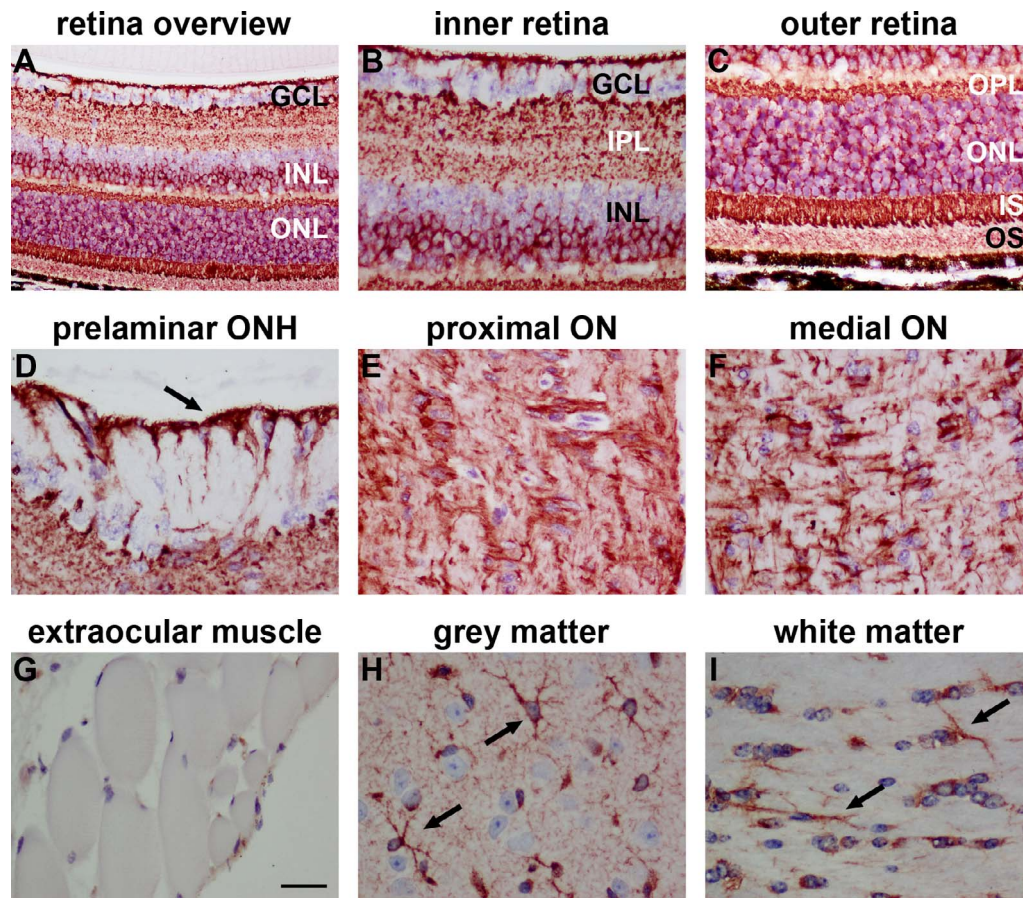 retina overview
inner retina
outer retina
A
GCL
INL
ONL
B
GCL
IPL
INL
C
OPL
ONL
IS
OS
prelaminar ONH
proximal ON
medial ON
D
E
F
extraocular muscle
grey matter
white matter
G
H
I